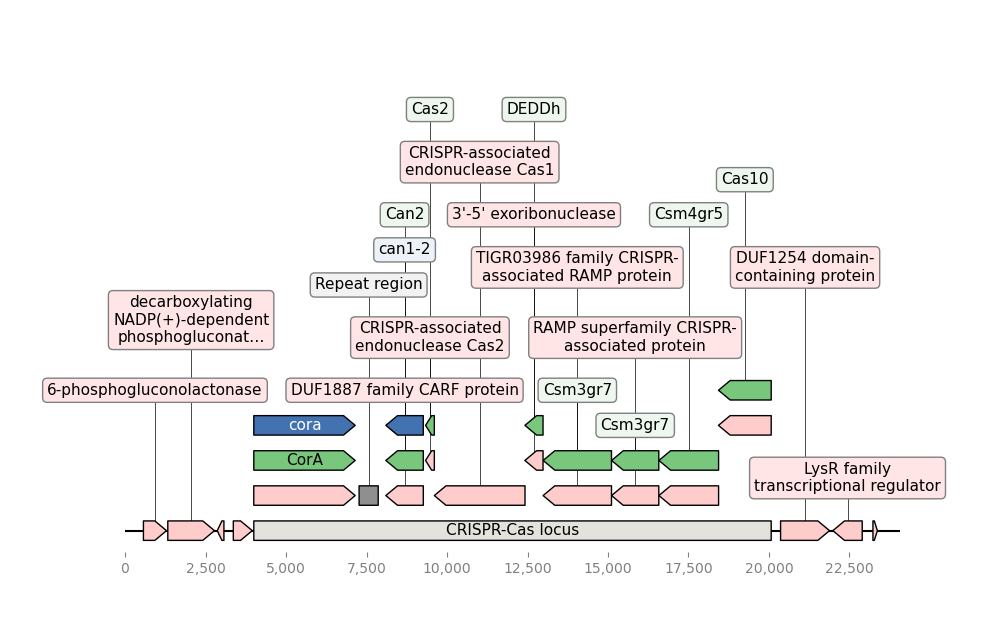 Cas2
DEDDh
CRISPR-associated
endonuclease Cas1
Cas10
Can2
3'-5' exoribonuclease
Csm4gr5
can1-2
TIGR03986 family CRISPR-
associated RAMP protein
DUF1254 domain-
containing protein
Repeat region
decarboxylating
NADP(+)-dependent
phosphogluconat...
CRISPR-associated
endonuclease Cas2
RAMP superfamily CRISPR-
associated protein
6-phosphogluconolactonase
DUF1887 family CARF protein
Csm3gr7
cora
Csm3gr7
CorA
LysR family
transcriptional regulator
CRISPR-Cas locus
0
2,500
5,000
7,500
10,000
12,500
15,000
17,500
20,000
22,500